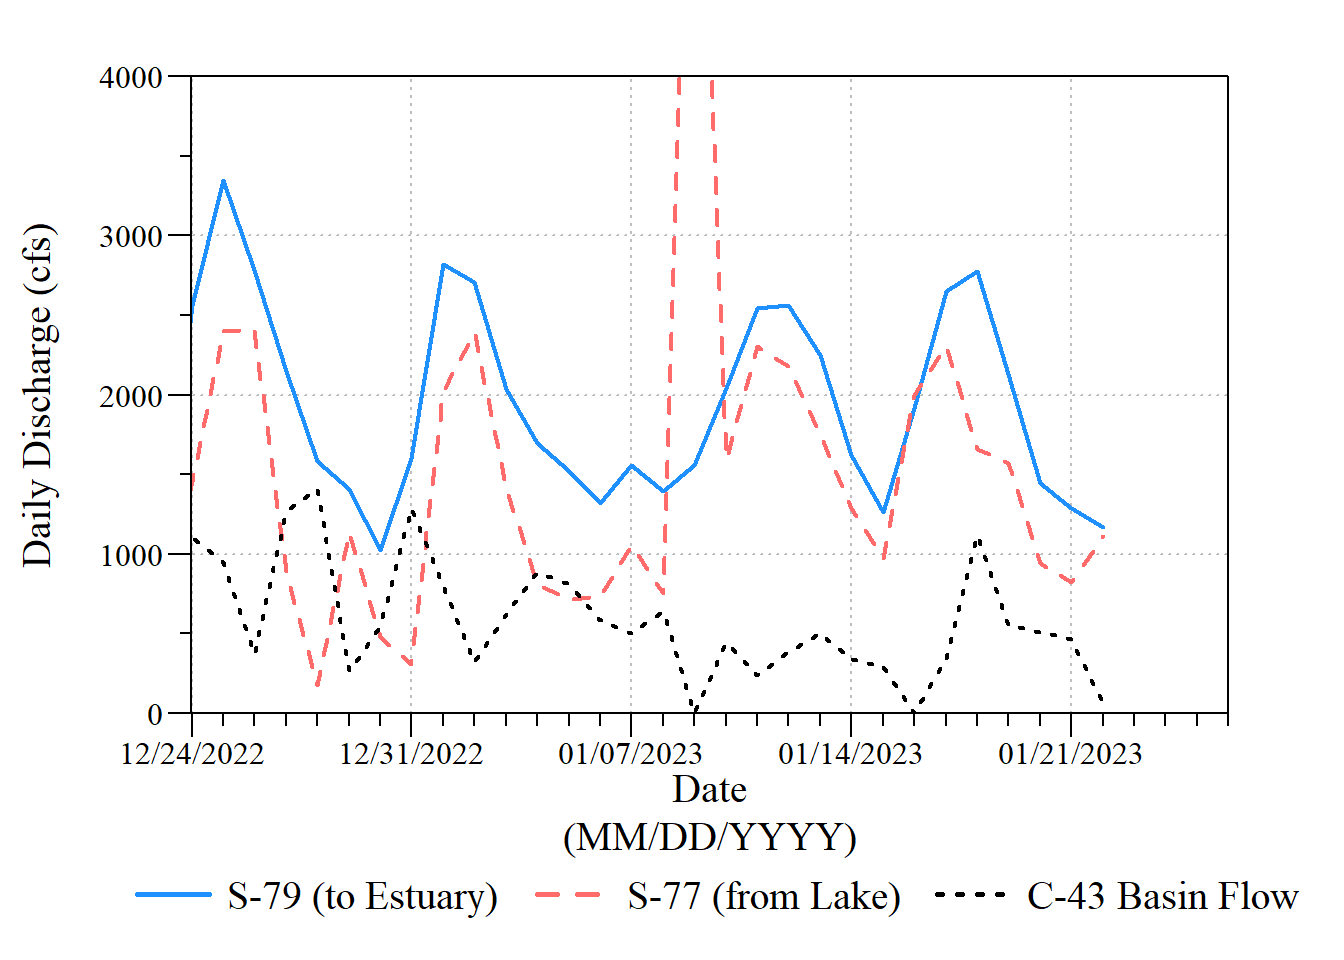 Daily Discharge (cfs)
4000
3000
2000
1000
0
12/24/2022 12/31/2022 01/07/2023 01/14/2023 01/21/2023
Date
(MM/DD/YYYY)
S-79 (to Estuary) S-77 (from Lake) C-43 Basin Flow